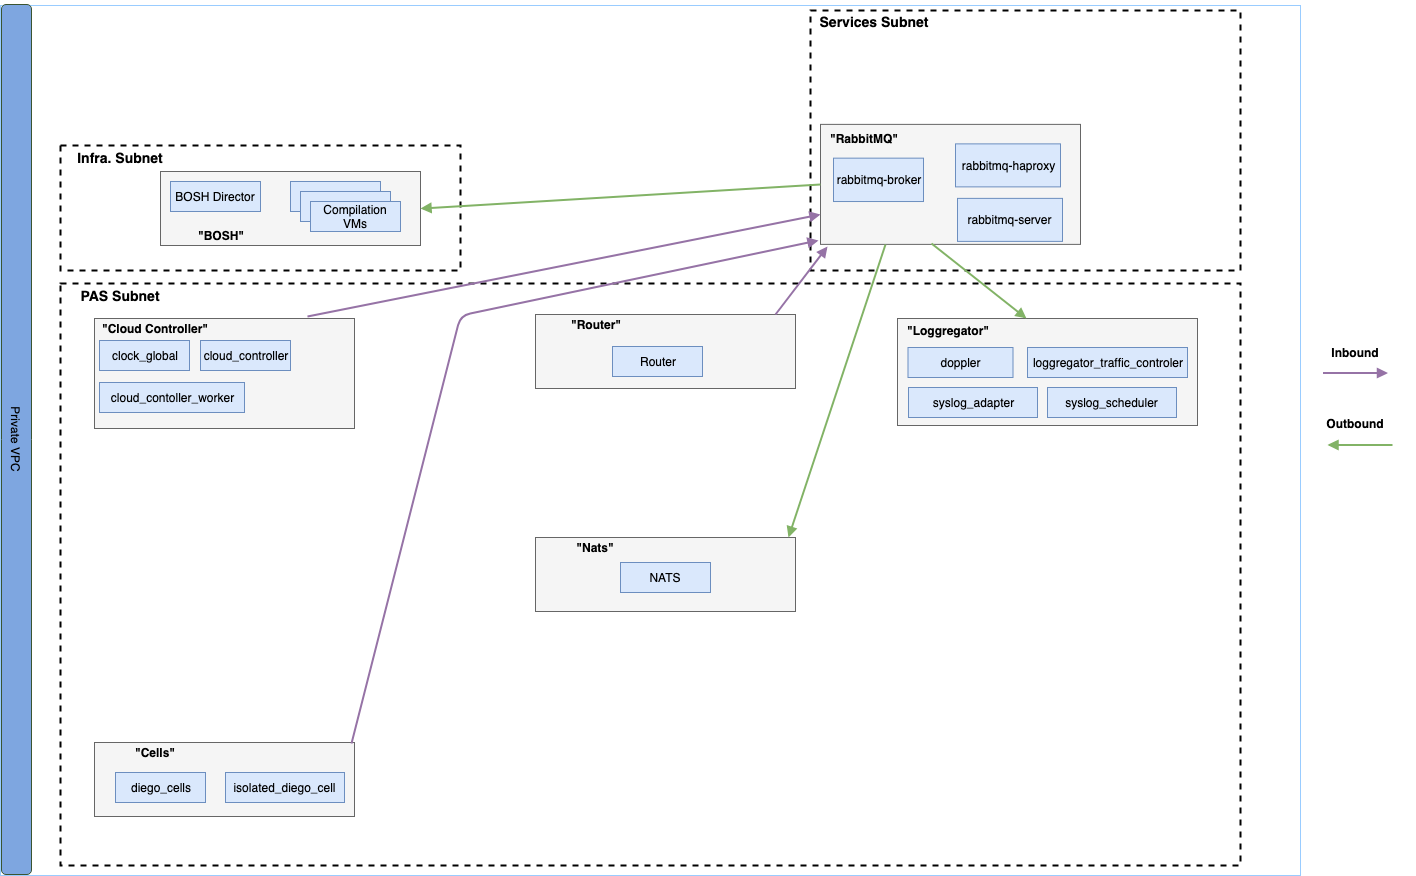 Private VPC
Services Subnet
"RabbitMQ"
rabbitmq-broker
rabbitmq-haproxy
rabbitmq-server
Infra. Subnet
BOSH Director
Compilation
VMs
"BOSH"
PAS Subnet
"Cloud Controller"
clock_global
cloud_controller
cloud_contoller_worker
"Router"
Router
"Loggregator"
doppler
loggregator_traffic_controler
syslog_adapter
syslog_scheduler
"Nats"
NATS
"Cells"
diego_cells
isolated_diego_cell
Inbound
Outbound